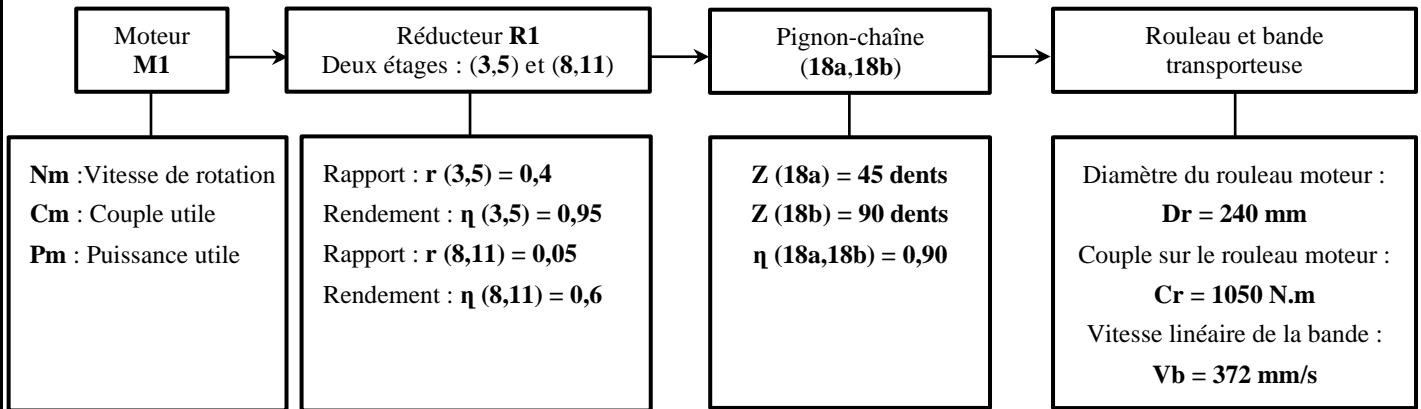 Moteur
M1
Réducteur R1
Deux étages : (3,5) et (8,11)
Pignon-chaîne
(18a,18b)
Rouleau et bande
transporteuse
Nm :Vitesse de rotation
Cm : Couple utile
Pm : Puissance utile
Rapport : r (3,5) = 0,4
Rendement : η (3,5) = 0,95
Rapport : r (8,11) = 0,05
Rendement : η (8,11) = 0,6
Z (18a) = 45 dents
Z (18b) = 90 dents
η (18a,18b) = 0,90
Diamètre du rouleau moteur :
Dr = 240 mm
Couple sur le rouleau moteur :
Cr = 1050 N.m
Vitesse linéaire de la bande :
Vb = 372 mm/s